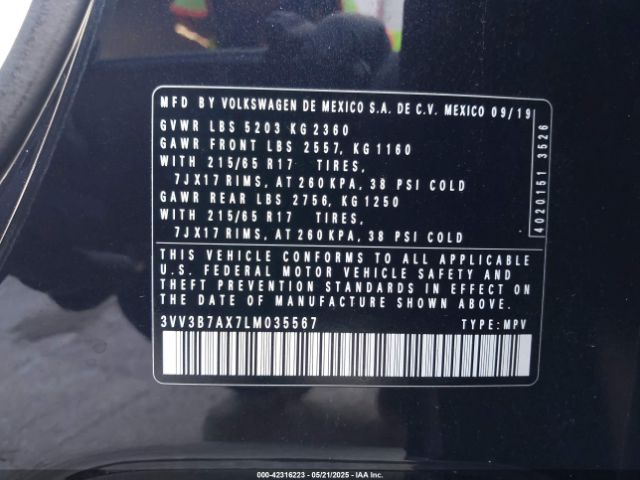 MFD BY VOLKSWAGEN DE MEXICO S.A. DE C.V. MEXICO 09/19
GVWR LBS 5203 KG 2360
GAWR FRONT LBS 2557, KG 1160
WITH 215/65 R17 TIRES,
7JX17 RIMS, AT 260 KPA, 38 PSI COLD
GAWR REAR LBS 2756, KG 1250
WITH 215/65 R17 TIRES,
7JX17 RIMS, AT 260 KPA, 38 PSI COLD
THIS VEHICLE CONFORMS TO ALL APPLICABLE
U.S. FEDERAL MOTOR VEHICLE SAFETY AND
THEFT PREVENTION STANDARDS IN EFFECT ON
THE DATE OF MANUFACTURE SHOWN ABOVE.
3VV3B7AX7LM035567 TYPE: MPV
4020151 3526
000-42316223 - 05/21/2025 - IAA Inc.